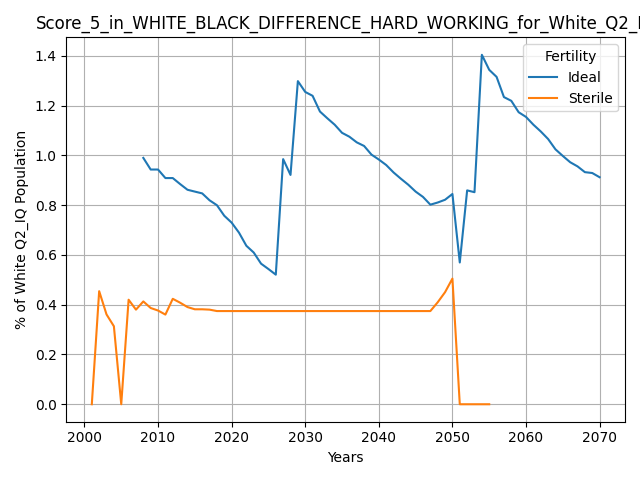 Score_5_in_WHITE_BLACK_DIFFERENCE_HARD_WORKING_for_White_Q2_I
1.4
1.2
1.0
0.8
0.6
0.4
0.2
0.0
% of White Q2_IQ Population
Fertility
Ideal
Sterile
2000 2010 2020 2030 2040 2050 2060 2070
Years